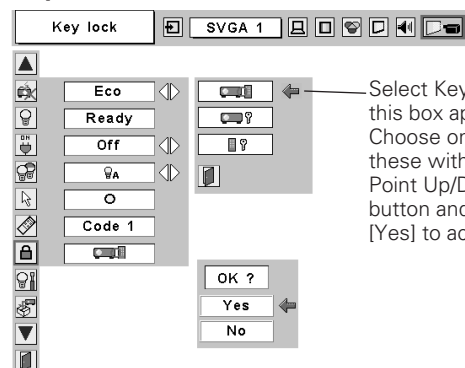 Key lock
SVGA 1
Eco
Ready
Off
A
Code 1
Select Key
this box ap
Choose or
these with
Point Up/D
button and
[Yes] to ac
OK ?
Yes
No
ON